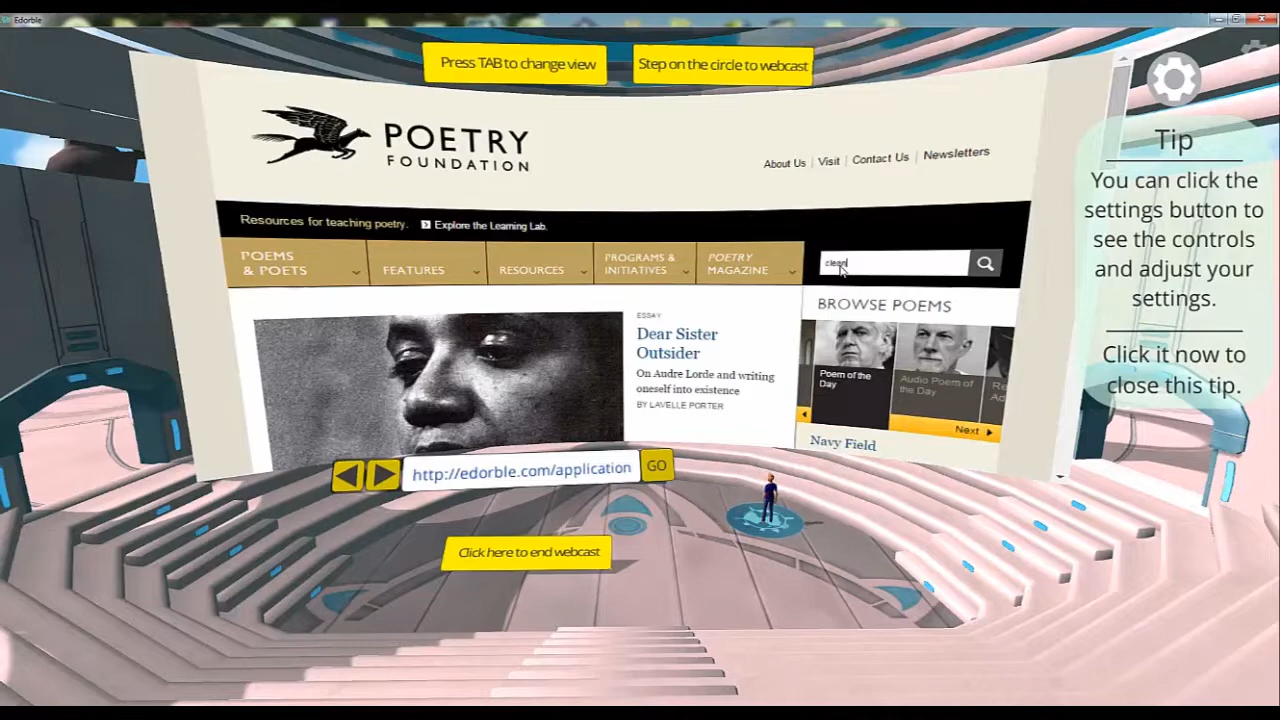 Edorble
Press TAB to change view
Step on the circle to webcast
POETRY
FOUNDATION
About Us | Visit | Contact Us | Newsletters
Tip
You can click the
settings button to
see the controls
and adjust your
settings.
Click it now to
close this tip.
Resources for teaching poetry. Explore the Learning Lab.
POEMS
& POETS
FEATURES
RESOURCES
PROGRAMS &
INITIATIVES
POETRY
MAGAZINE
clean
BROWSE POEMS
ESSAY
Dear Sister
Outsider
On Audre Lorde and writing
oneself into existence
BY LAVELLE PORTER
Poem of the
Day
Audio Poem of
the Day
Next
Navy Field
http://edorble.com/application
GO
Click here to end webcast